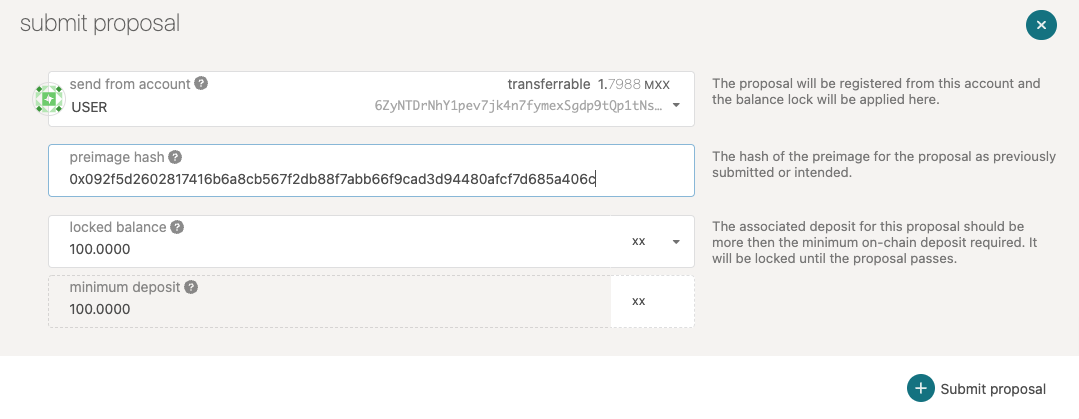 submit proposal
send from account
transferrable 1.7988 MXX
USER
6ZyNTDrNhY1pev7jk4n7fymexSgdp9tQp1tNs…
The proposal will be registered from this account and
the balance lock will be applied here.
preimage hash
0x092f5d2602817416b6a8cb567f2db88f7abb66f9cad3d94480afcf7d685a406c
The hash of the preimage for the proposal as previously
submitted or intended.
locked balance
100.0000
xx
The associated deposit for this proposal should be
more then the minimum on-chain deposit required. It
will be locked until the proposal passes.
minimum deposit
100.0000
xx
Submit proposal